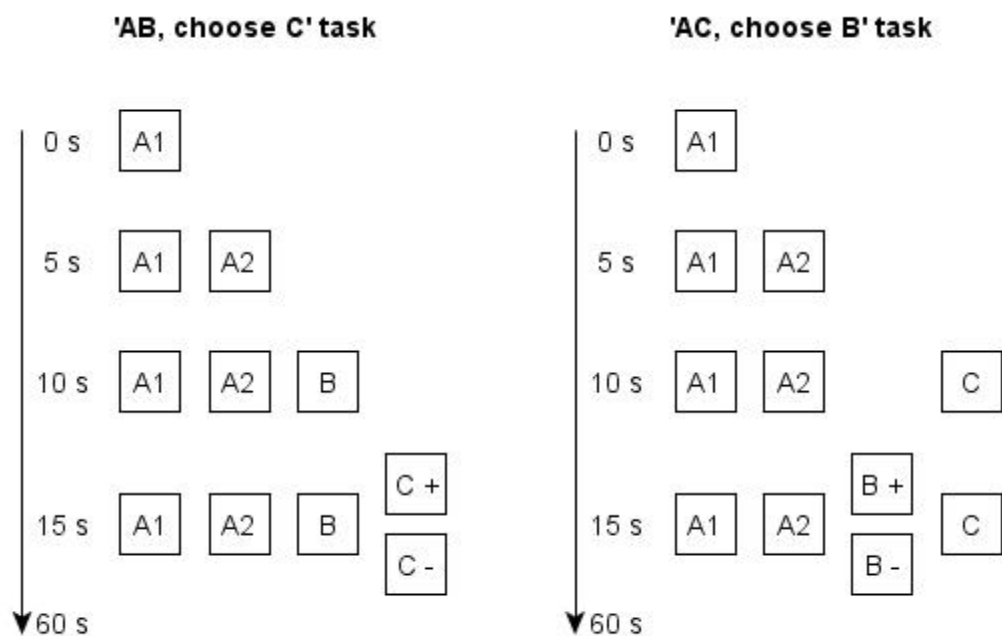 'AB, choose C' task
0 s A1
5 s A1 A2
10 s A1 A2 B
C +
15 s A1 A2 B
C -
60 s
'AC, choose B' task
0 s A1
5 s A1 A2
10 s A1 A2 C
B +
15 s A1 A2 C
B -
60 s